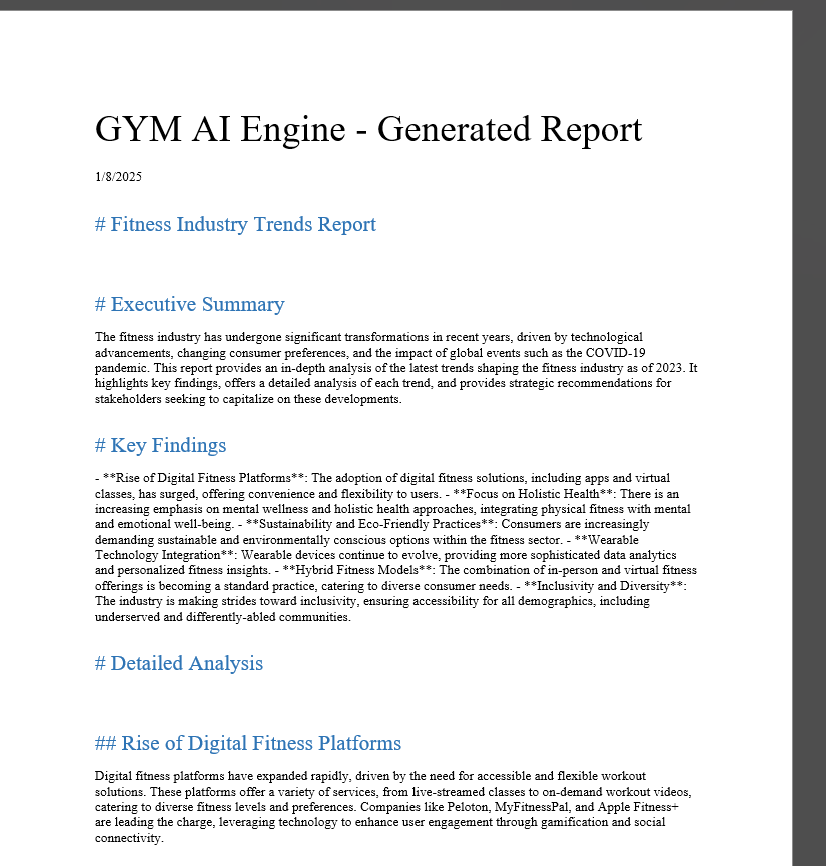 GYM AI Engine - Generated Report
1/8/2025
# Fitness Industry Trends Report
# Executive Summary
The fitness industry has undergone significant transformations in recent years, driven by technological
advancements, changing consumer preferences, and the impact of global events such as the COVID-19
pandemic. This report provides an in-depth analysis of the latest trends shaping the fitness industry as of 2023. It
highlights key findings, offers a detailed analysis of each trend, and provides strategic recommendations for
stakeholders seeking to capitalize on these developments.
# Key Findings
- **Rise of Digital Fitness Platforms**: The adoption of digital fitness solutions, including apps and virtual
classes, has surged, offering convenience and flexibility to users. - **Focus on Holistic Health**: There is an
increasing emphasis on mental wellness and holistic health approaches, integrating physical fitness with mental
and emotional well-being. - **Sustainability and Eco-Friendly Practices**: Consumers are increasingly
demanding sustainable and environmentally conscious options within the fitness sector. - **Wearable
Technology Integration**: Wearable devices continue to evolve, providing more sophisticated data analytics
and personalized fitness insights. - **Hybrid Fitness Models**: The combination of in-person and virtual fitness
offerings is becoming a standard practice, catering to diverse consumer needs. - **Inclusivity and Diversity**:
The industry is making strides toward inclusivity, ensuring accessibility for all demographics, including
underserved and differently-abled communities.
# Detailed Analysis
## Rise of Digital Fitness Platforms
Digital fitness platforms have expanded rapidly, driven by the need for accessible and flexible workout
solutions. These platforms offer a variety of services, from live-streamed classes to on-demand workout videos,
catering to diverse fitness levels and preferences. Companies like Peloton, MyFitnessPal, and Apple Fitness+
are leading the charge, leveraging technology to enhance user engagement through gamification and social
connectivity.